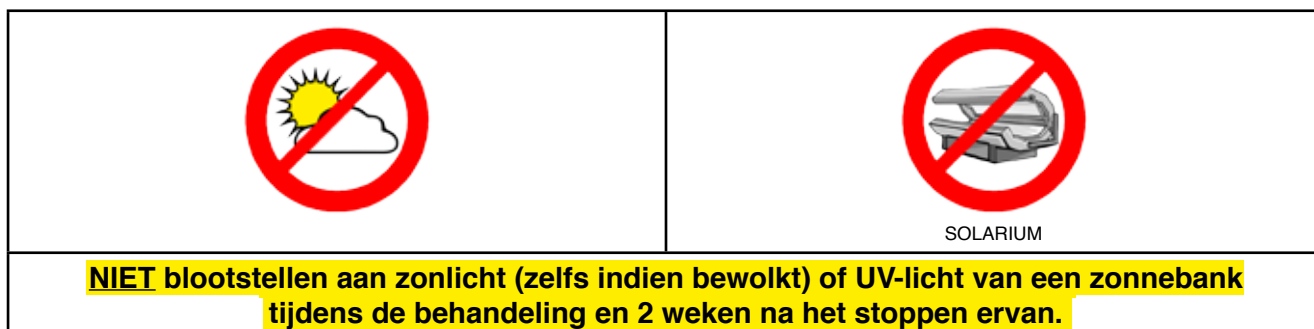 SOLARIUM
NIET blootstellen aan zonlicht (zelfs indien bewolkt) of UV-licht van een zonnebank
tijdens de behandeling en 2 weken na het stoppen ervan.